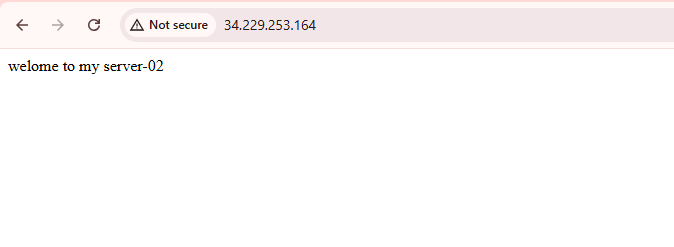 Not secure 34.229.253.164
welome to my server-02